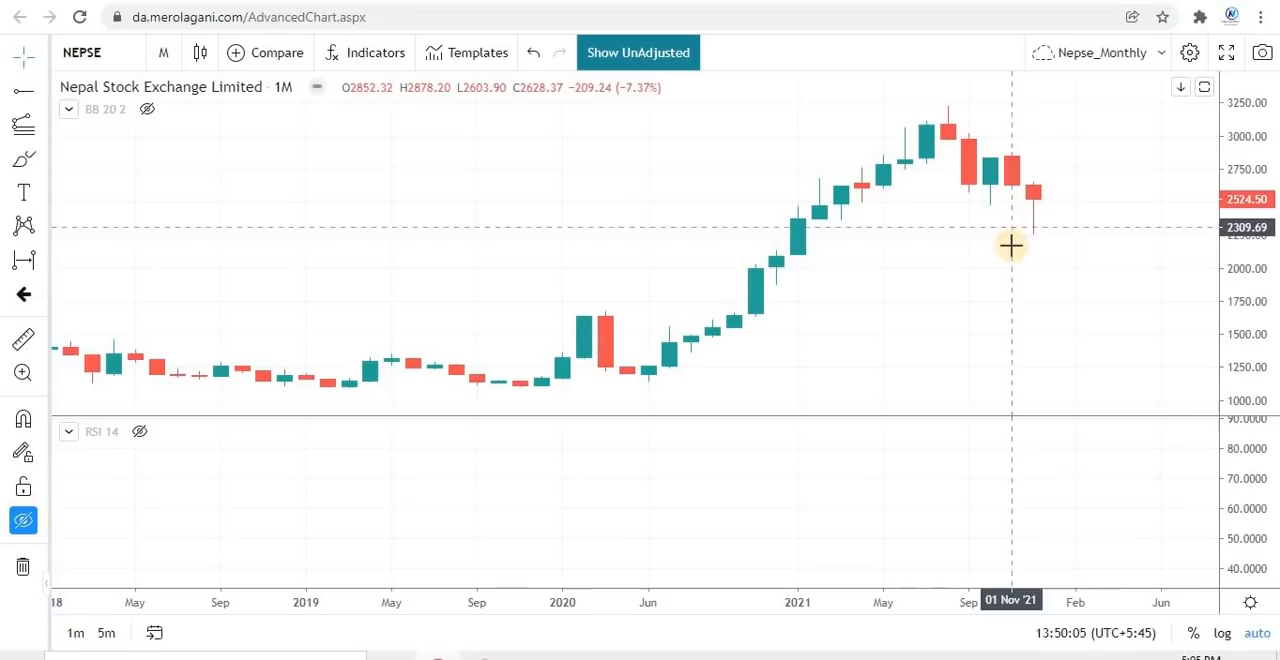 da.merolagani.com/AdvancedChart.aspx
NEPSE M Compare Indicators Templates Show UnAdjusted Nepse_Monthly
Nepal Stock Exchange Limited · 1M O2852.32 H2878.20 L2603.90 C2628.37 −209.24 (−7.37%)
BB 20 2
3250.00
3000.00
2750.00
2524.50
2309.69
2000.00
1750.00
1500.00
1250.00
1000.00
RSI 14
90.0000
80.0000
70.0000
60.0000
50.0000
40.0000
18 May Sep 2019 May Sep 2020 Jun 2021 May Sep 01 Nov '21 Feb Jun
1m 5m 13:50:05 (UTC+5:45) % log auto